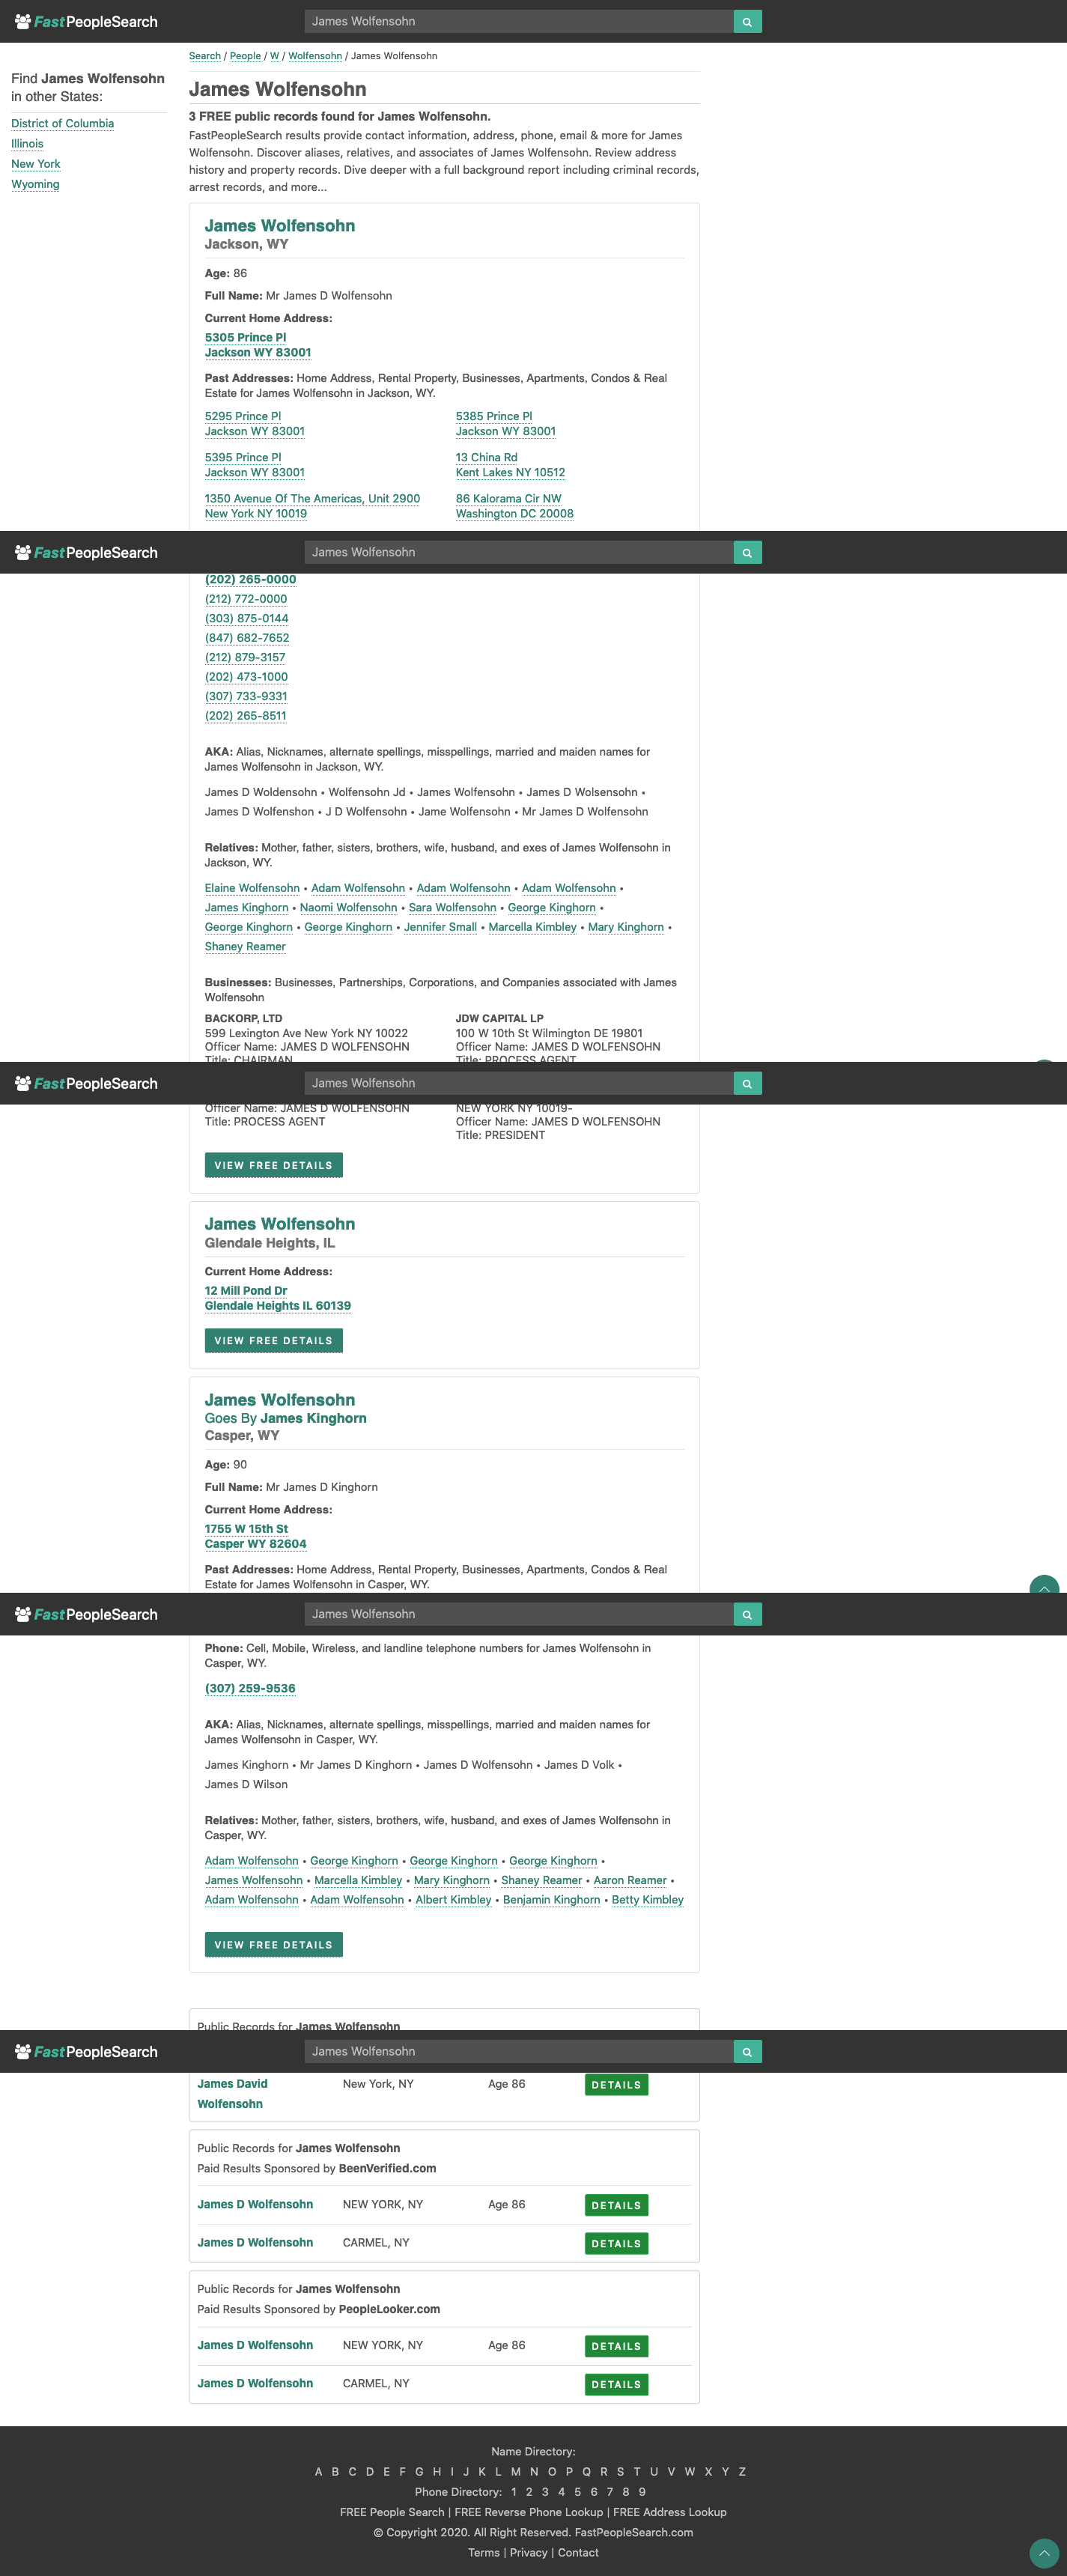 FastPeopleSearch
James Wolfensohn
Search / People / W / Wolfensohn / James Wolfensohn
Find James Wolfensohn
in other States:
District of Columbia
Illinois
New York
Wyoming
James Wolfensohn
3 FREE public records found for James Wolfensohn.
FastPeopleSearch results provide contact information, address, phone, email & more for James
Wolfensohn. Discover aliases, relatives, and associates of James Wolfensohn. Review address
history and property records. Dive deeper with a full background report including criminal records,
arrest records, and more...
James Wolfensohn
Jackson, WY
Age: 86
Full Name: Mr James D Wolfensohn
Current Home Address:
5305 Prince Pl
Jackson WY 83001
Past Addresses: Home Address, Rental Property, Businesses, Apartments, Condos & Real
Estate for James Wolfensohn in Jackson, WY.
5295 Prince Pl
Jackson WY 83001
5385 Prince Pl
Jackson WY 83001
5395 Prince Pl
Jackson WY 83001
13 China Rd
Kent Lakes NY 10512
1350 Avenue Of The Americas, Unit 2900
New York NY 10019
86 Kalorama Cir NW
Washington DC 20008
FastPeopleSearch
James Wolfensohn
(202) 265-0000
(212) 772-0000
(303) 875-0144
(847) 682-7652
(212) 879-3157
(202) 473-1000
(307) 733-9331
(202) 265-8511
AKA: Alias, Nicknames, alternate spellings, misspellings, married and maiden names for
James Wolfensohn in Jackson, WY.
James D Woldensohn • Wolfensohn Jd • James Wolfensohn • James D Wolsensohn •
James D Wolfenshon • J D Wolfensohn • Jame Wolfensohn • Mr James D Wolfensohn
Relatives: Mother, father, sisters, brothers, wife, husband, and exes of James Wolfensohn in
Jackson, WY.
Elaine Wolfensohn • Adam Wolfensohn • Adam Wolfensohn • Adam Wolfensohn •
James Kinghorn • Naomi Wolfensohn • Sara Wolfensohn • George Kinghorn •
George Kinghorn • George Kinghorn • Jennifer Small • Marcella Kimbley • Mary Kinghorn •
Shaney Reamer
Businesses: Businesses, Partnerships, Corporations, and Companies associated with James
Wolfensohn
BACKORP, LTD
599 Lexington Ave New York NY 10022
Officer Name: JAMES D WOLFENSOHN
Title: CHAIRMAN
JDW CAPITAL LP
100 W 10th St Wilmington DE 19801
Officer Name: JAMES D WOLFENSOHN
Title: PROCESS AGENT
FastPeopleSearch
James Wolfensohn
Officer Name: JAMES D WOLFENSOHN
Title: PROCESS AGENT
NEW YORK NY 10019-
Officer Name: JAMES D WOLFENSOHN
Title: PRESIDENT
VIEW FREE DETAILS
James Wolfensohn
Glendale Heights, IL
Current Home Address:
12 Mill Pond Dr
Glendale Heights IL 60139
VIEW FREE DETAILS
James Wolfensohn
Goes By James Kinghorn
Casper, WY
Age: 90
Full Name: Mr James D Kinghorn
Current Home Address:
1755 W 15th St
Casper WY 82604
Past Addresses: Home Address, Rental Property, Businesses, Apartments, Condos & Real
Estate for James Wolfensohn in Casper, WY.
FastPeopleSearch
James Wolfensohn
Phone: Cell, Mobile, Wireless, and landline telephone numbers for James Wolfensohn in
Casper, WY.
(307) 259-9536
AKA: Alias, Nicknames, alternate spellings, misspellings, married and maiden names for
James Wolfensohn in Casper, WY.
James Kinghorn • Mr James D Kinghorn • James D Wolfensohn • James D Volk •
James D Wilson
Relatives: Mother, father, sisters, brothers, wife, husband, and exes of James Wolfensohn in
Casper, WY.
Adam Wolfensohn • George Kinghorn • George Kinghorn • George Kinghorn •
James Wolfensohn • Marcella Kimbley • Mary Kinghorn • Shaney Reamer • Aaron Reamer •
Adam Wolfensohn • Adam Wolfensohn • Albert Kimbley • Benjamin Kinghorn • Betty Kimbley
VIEW FREE DETAILS
Public Records for James Wolfensohn
FastPeopleSearch
James Wolfensohn
James David
Wolfensohn
New York, NY
Age 86
DETAILS
Public Records for James Wolfensohn
Paid Results Sponsored by BeenVerified.com
James D Wolfensohn NEW YORK, NY Age 86 DETAILS
James D Wolfensohn CARMEL, NY DETAILS
Public Records for James Wolfensohn
Paid Results Sponsored by PeopleLooker.com
James D Wolfensohn NEW YORK, NY Age 86 DETAILS
James D Wolfensohn CARMEL, NY DETAILS
Name Directory:
A B C D E F G H I J K L M N O P Q R S T U V W X Y Z
Phone Directory: 1 2 3 4 5 6 7 8 9
FREE People Search | FREE Reverse Phone Lookup | FREE Address Lookup
© Copyright 2020. All Right Reserved. FastPeopleSearch.com
Terms | Privacy | Contact